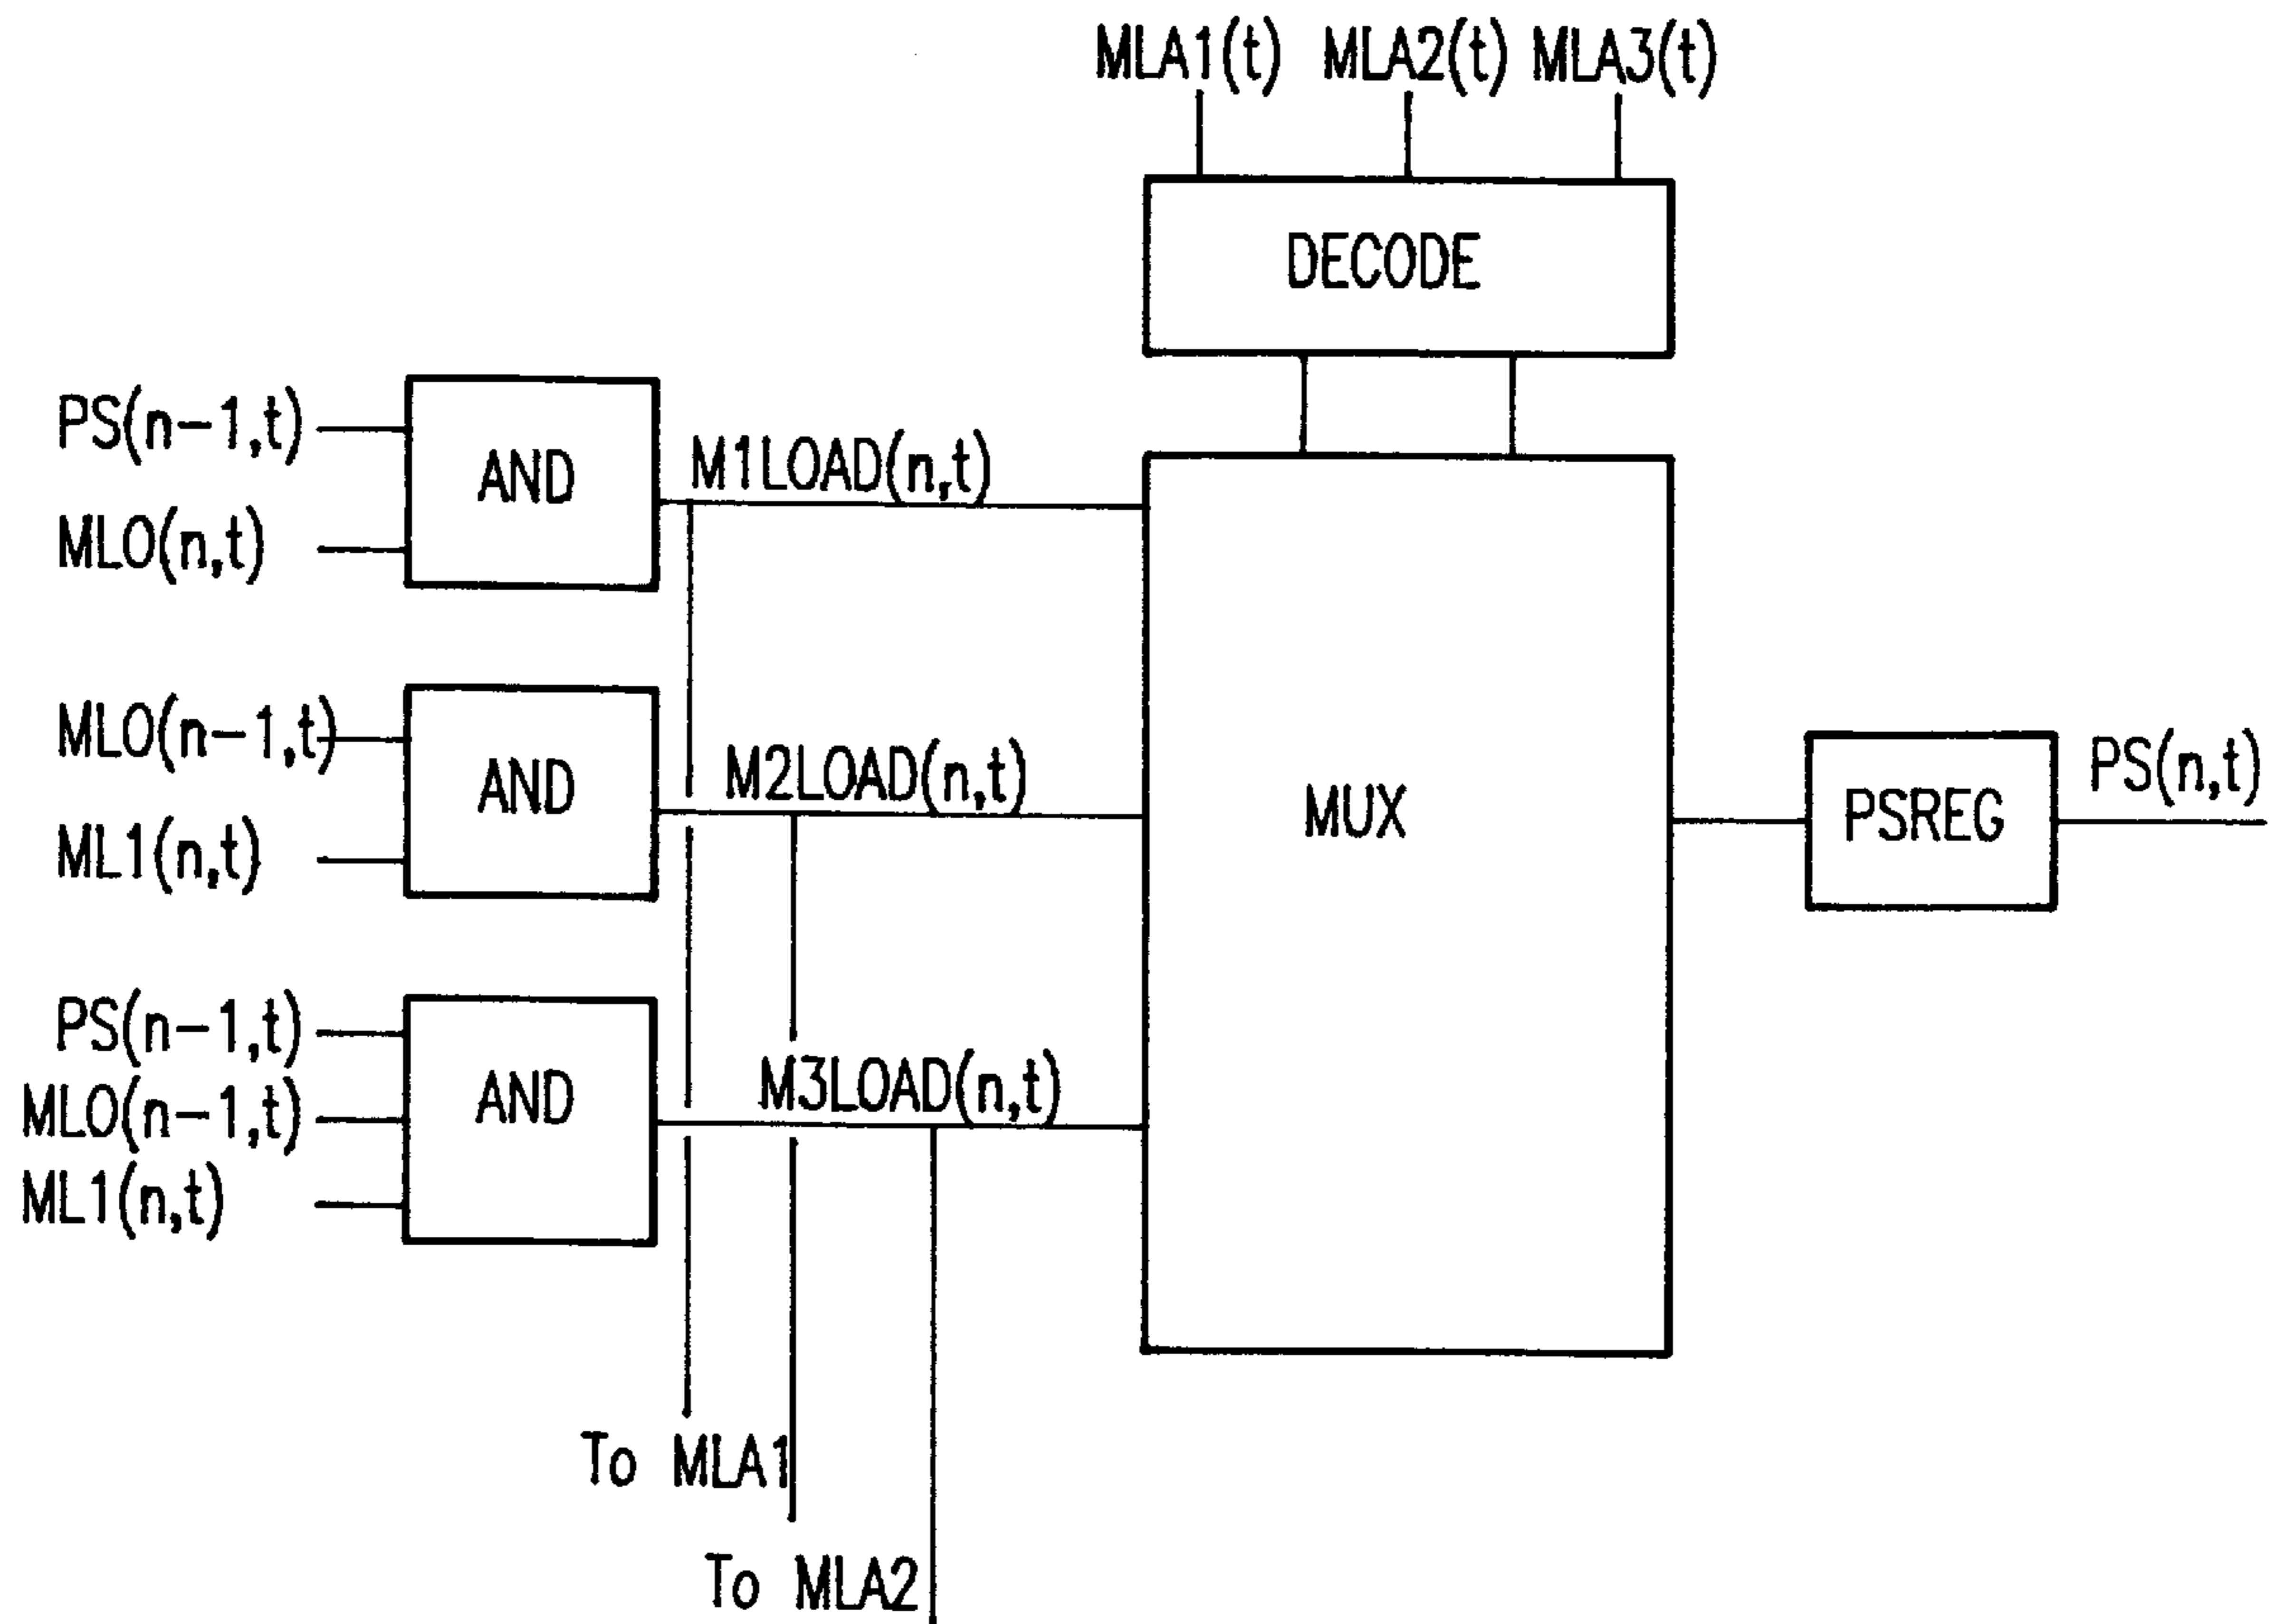 MLA1(t) MLA2(t) MLA3(t)
DECODE
PS(n-1,t)
MLO(n,t)
AND
M1LOAD(n,t)
MLO(n-1,t)
ML1(n,t)
AND
M2LOAD(n,t)
MUX
PSREG
PS(n,t)
PS(n-1,t)
MLO(n-1,t)
ML1(n,t)
AND
M3LOAD(n,t)
To MLA1
To MLA2